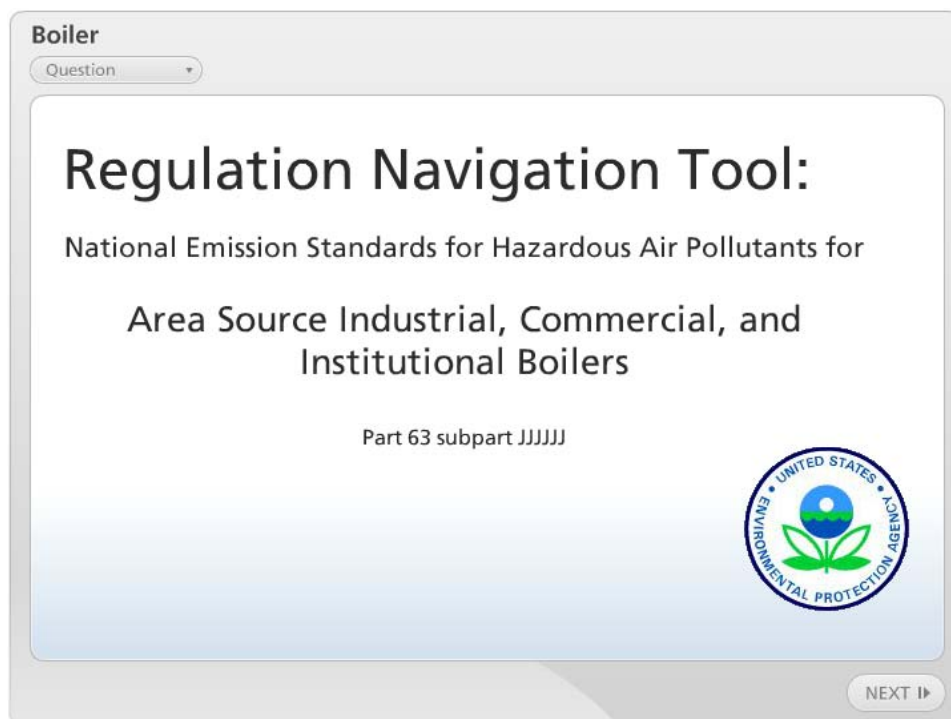 Boiler
Question
Regulation Navigation Tool:
National Emission Standards for Hazardous Air Pollutants for
Area Source Industrial, Commercial, and
Institutional Boilers
Part 63 subpart JJJJJJ
UNITED STATES
ENVIRONMENTAL PROTECTION AGENCY
NEXT